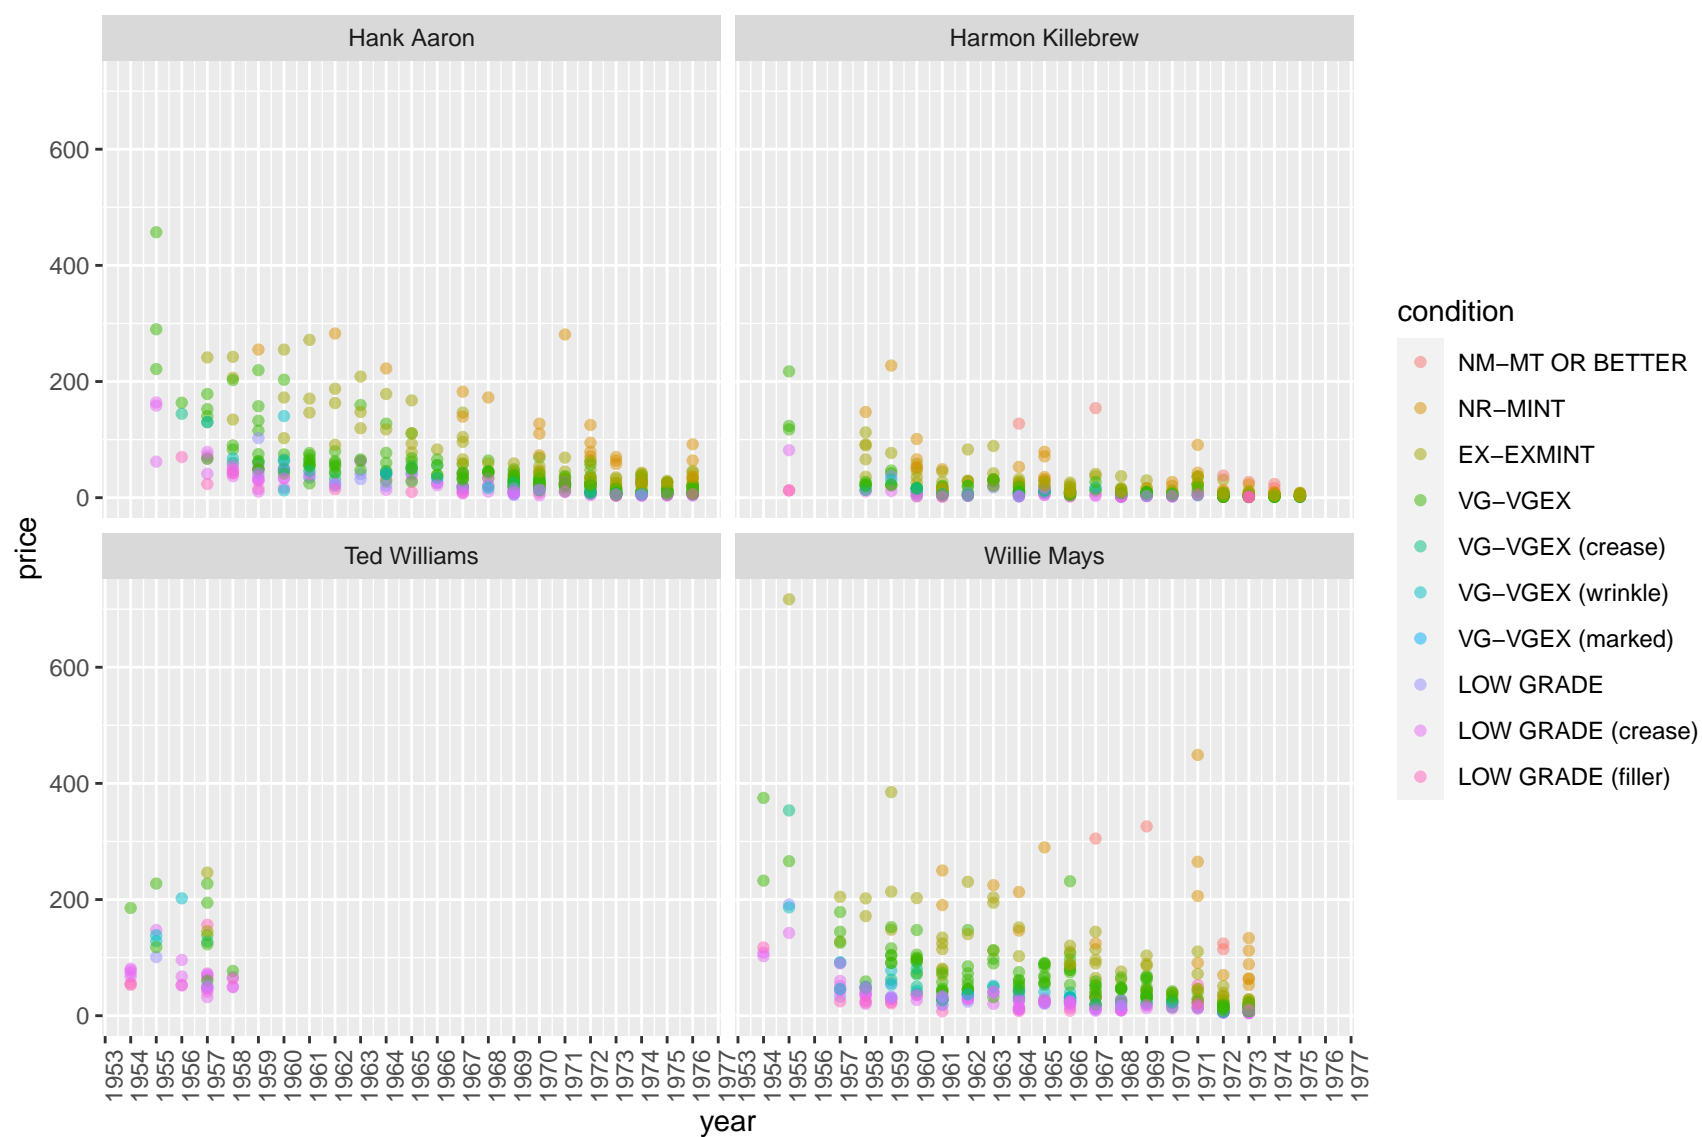 Hank Aaron
Harmon Killebrew
600
400
200
0
Ted Williams
Willie Mays
600
400
200
0
price
1953 1954 1955 1956 1957 1958 1959 1960 1961 1962 1963 1964 1965 1966 1967 1968 1969 1970 1971 1972 1973 1974 1975 1976 1977
1953 1954 1955 1956 1957 1958 1959 1960 1961 1962 1963 1964 1965 1966 1967 1968 1969 1970 1971 1972 1973 1974 1975 1976 1977
year
condition
NM−MT OR BETTER
NR−MINT
EX−EXMINT
VG−VGEX
VG−VGEX (crease)
VG−VGEX (wrinkle)
VG−VGEX (marked)
LOW GRADE
LOW GRADE (crease)
LOW GRADE (filler)